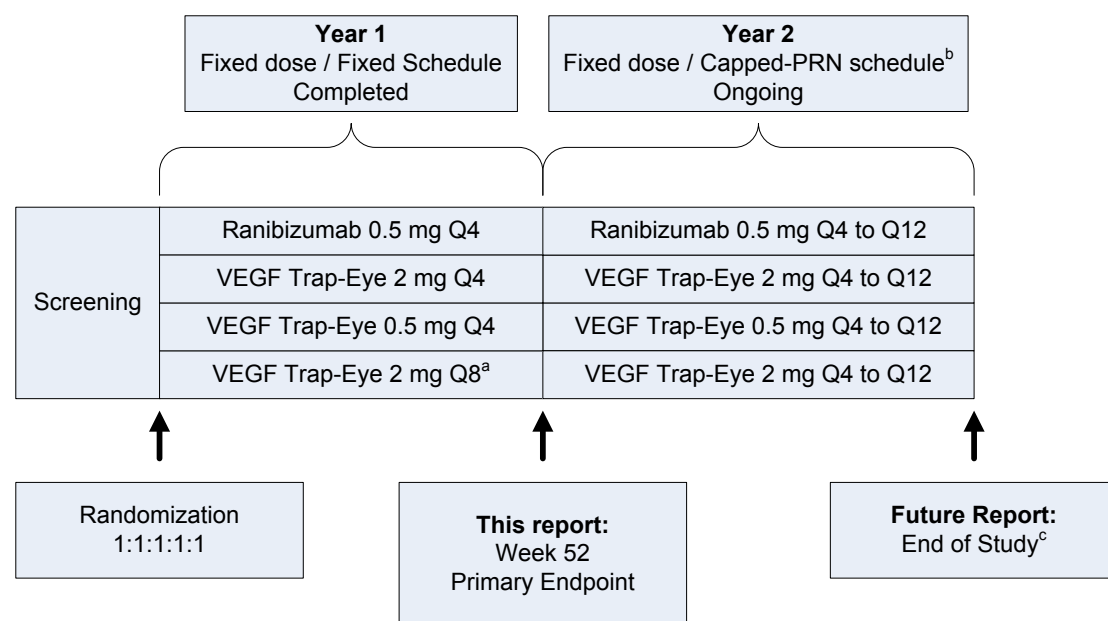 Year 1
Fixed dose / Fixed Schedule
Completed
Year 2
Fixed dose / Capped-PRN schedule^b
Ongoing
Screening
Ranibizumab 0.5 mg Q4
Ranibizumab 0.5 mg Q4 to Q12
VEGF Trap-Eye 2 mg Q4
VEGF Trap-Eye 2 mg Q4 to Q12
VEGF Trap-Eye 0.5 mg Q4
VEGF Trap-Eye 0.5 mg Q4 to Q12
VEGF Trap-Eye 2 mg Q8^a
VEGF Trap-Eye 2 mg Q4 to Q12
Randomization
1:1:1:1:1
This report:
Week 52
Primary Endpoint
Future Report:
End of Study^c